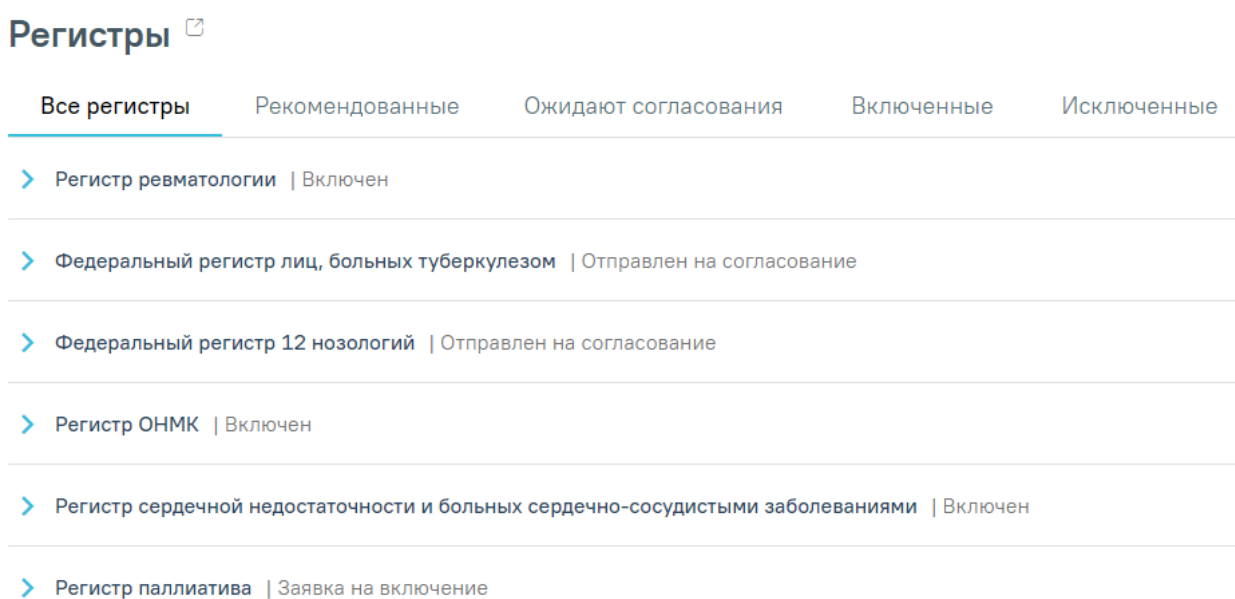 Регистры
Все регистры Рекомендованные Ожидают согласования Включенные Исключенные
Регистр ревматологии | Включен
Федеральный регистр лиц, больных туберкулезом | Отправлен на согласование
Федеральный регистр 12 нозологий | Отправлен на согласование
Регистр ОНМК | Включен
Регистр сердечной недостаточности и больных сердечно-сосудистыми заболеваниями | Включен
Регистр паллиатива | Заявка на включение